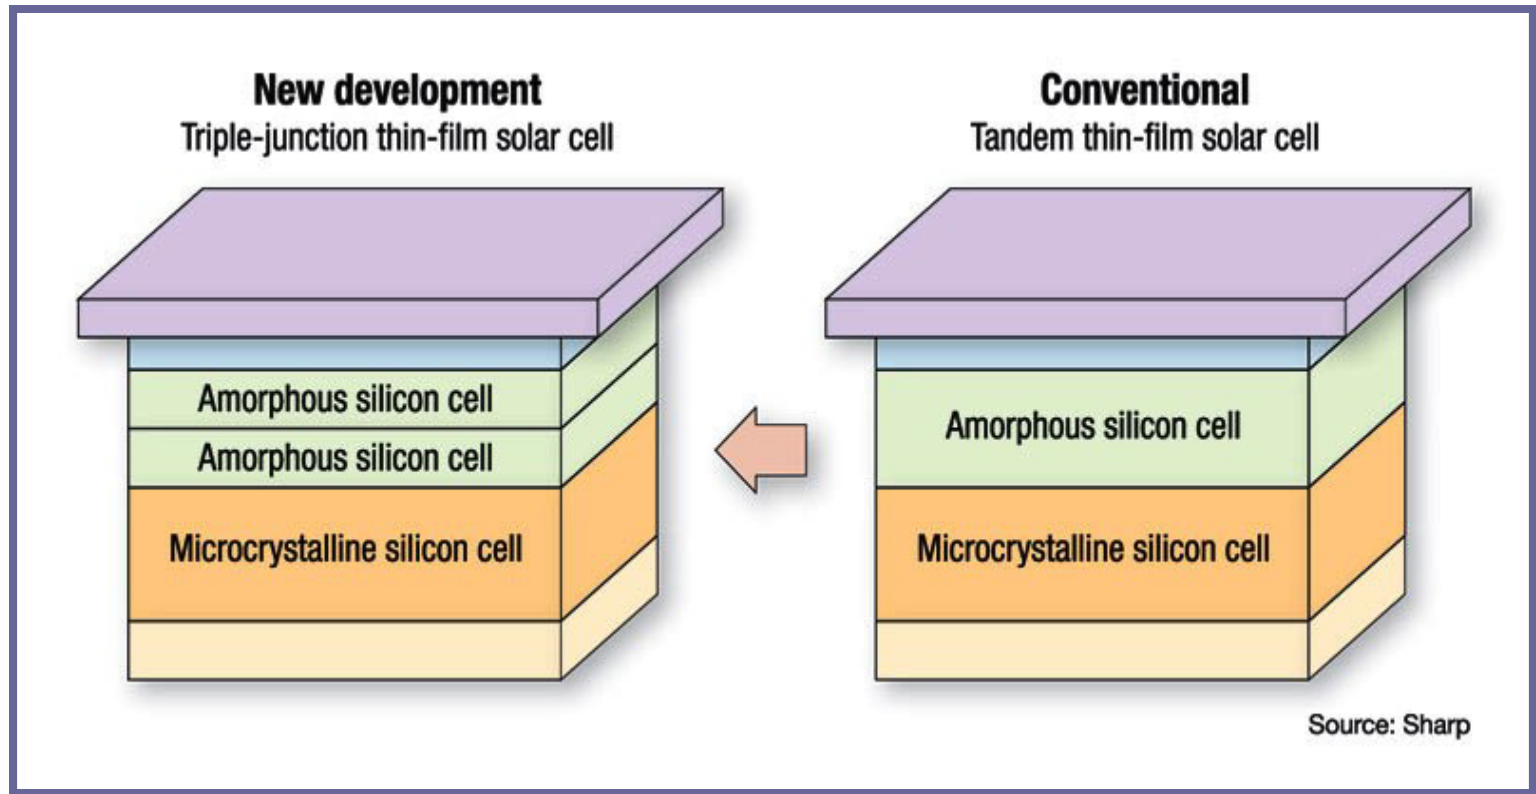 New development
Triple-junction thin-film solar cell
Amorphous silicon cell
Amorphous silicon cell
Microcrystalline silicon cell
Conventional
Tandem thin-film solar cell
Amorphous silicon cell
Microcrystalline silicon cell
Source: Sharp